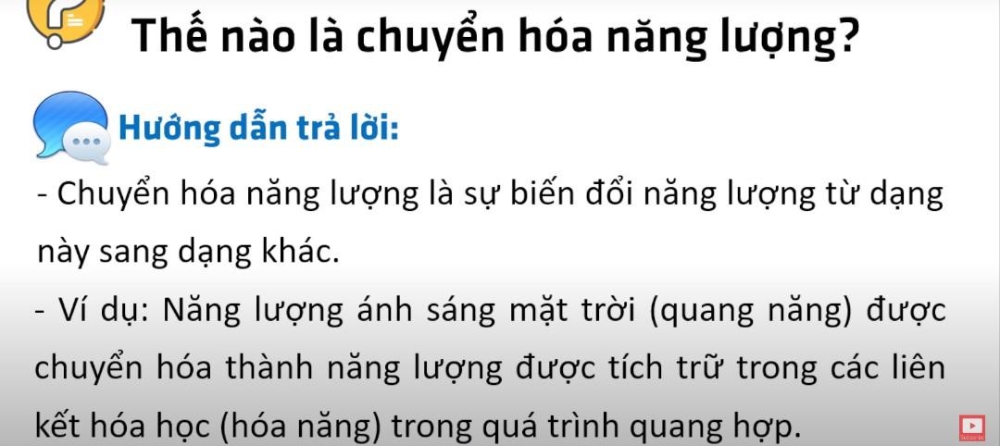 Thế nào là chuyển hóa năng lượng?
Hướng dẫn trả lời:
- Chuyển hóa năng lượng là sự biến đổi năng lượng từ dạng
này sang dạng khác.
- Ví dụ: Năng lượng ánh sáng mặt trời (quang năng) được
chuyển hóa thành năng lượng được tích trữ trong các liên
kết hóa học (hóa năng) trong quá trình quang hợp.
Subscribe